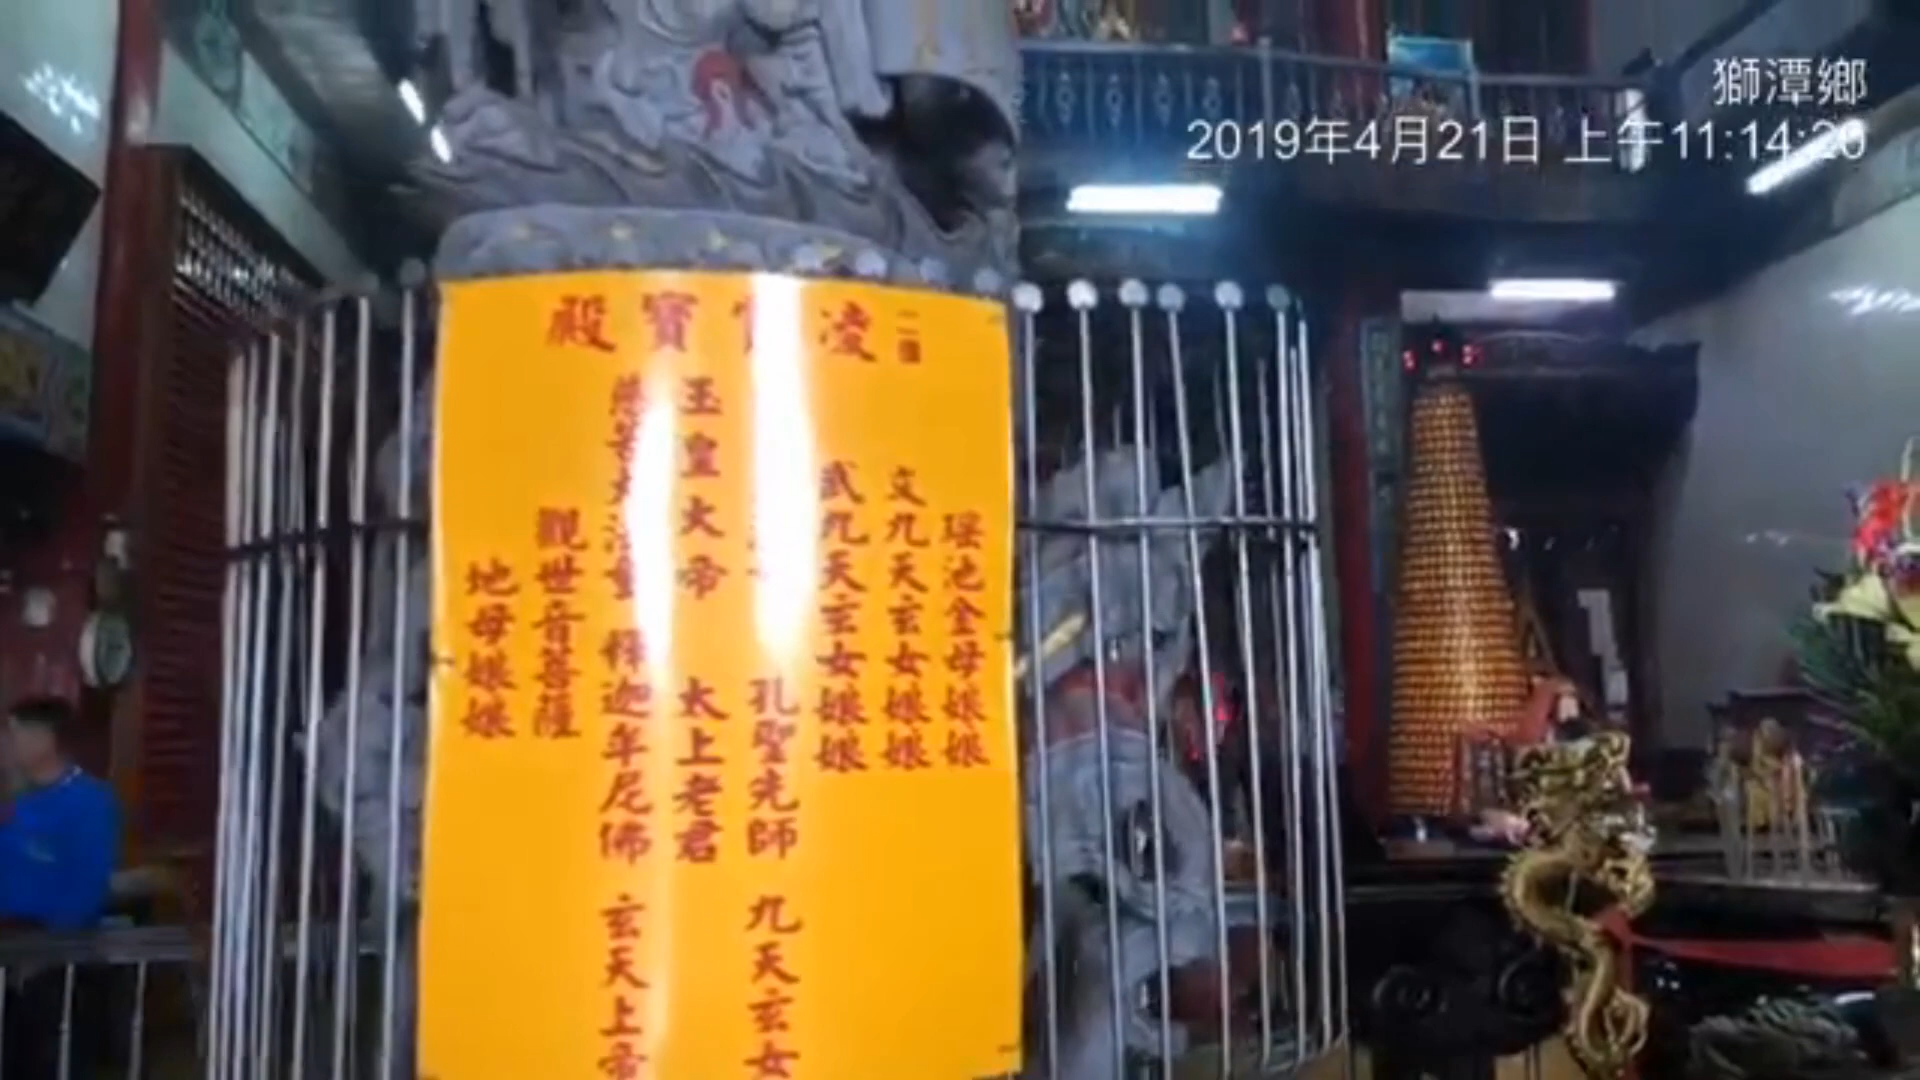 獅潭鄉
2019年4月21日 上午11:14:20
二樓
凌霄寶殿
瑤池金母娘娘
文九天玄女娘娘
武九天玄女娘娘
孔聖先師 九天玄女
玉皇大帝 太上老君
釋迦牟尼佛 玄天上帝
觀世音菩薩
地母娘娘